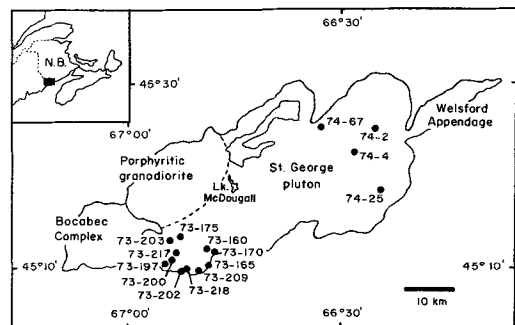 66°30'
N.B.
45°30'
67°00'
Welsford
Appendage
74-67
74-2
74-4
Porphyritic
granodiorite
St. George
pluton
Lk.
McDougall
74-25
Bocabec
Complex
73-175
73-203
73-160
73-217
73-170
73-197
73-165
45°10'
45°10'
73-200
73-209
73-202
73-218
10 km
67°00'
66°30'